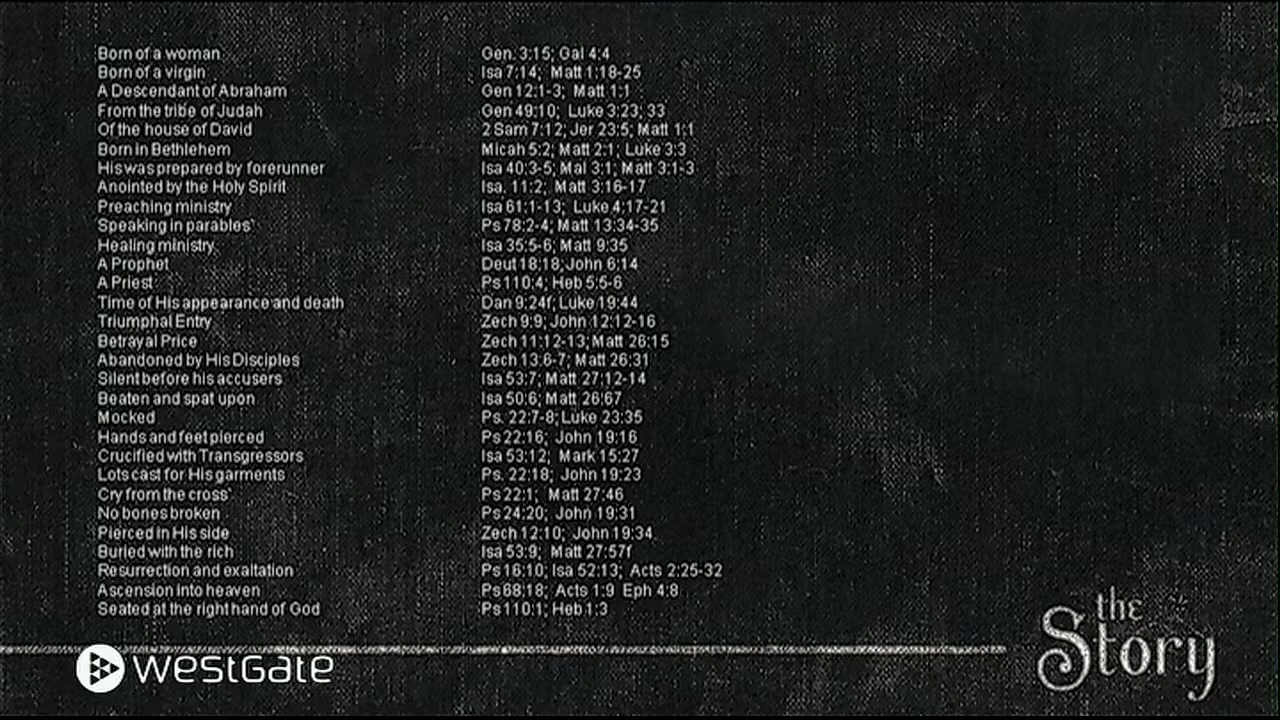 Born of a woman Gen. 3:15; Gal 4:4
Born of a virgin Isa 7:14; Matt 1:18-25
A Descendant of Abraham Gen 12:1-3; Matt 1:1
From the tribe of Judah Gen 49:10; Luke 3:23; 33
Of the house of David 2 Sam 7:12; Jer 23:5; Matt 1:1
Born in Bethlehem Micah 5:2; Matt 2:1; Luke 3:3
His was prepared by forerunner Isa 40:3-5; Mal 3:1; Matt 3:1-3
Anointed by the Holy Spirit Isa. 11:2; Matt 3:16-17
Preaching ministry Isa 61:1-13; Luke 4:17-21
Speaking in parables` Ps 78:2-4; Matt 13:34-35
Healing ministry Isa 35:5-6; Matt 9:35
A Prophet Deut 18:18; John 6:14
A Priest Ps 110:4; Heb 5:5-6
Time of His appearance and death Dan 9:24f; Luke 19:44
Triumphal Entry Zech 9:9; John 12:12-16
Betrayal Price Zech 11:12-13; Matt 26:15
Abandoned by His Disciples Zech 13:6-7; Matt 26:31
Silent before his accusers Isa 53:7; Matt 27:12-14
Beaten and spat upon Isa 50:6; Matt 26:67
Mocked Ps. 22:7-8; Luke 23:35
Hands and feet pierced Ps 22:16; John 19:16
Crucified with Transgressors Isa 53:12; Mark 15:27
Lots cast for His garments Ps. 22:18; John 19:23
Cry from the cross` Ps 22:1; Matt 27:46
No bones broken Ps 24:20; John 19:31
Pierced in His side Zech 12:10; John 19:34
Buried with the rich Isa 53:9; Matt 27:57f
Resurrection and exaltation Ps 16:10; Isa 52:13; Acts 2:25-32
Ascension into heaven Ps 68:18; Acts 1:9 Eph 4:8
Seated at the right hand of God Ps 110:1; Heb 1:3
the
Story
westgate